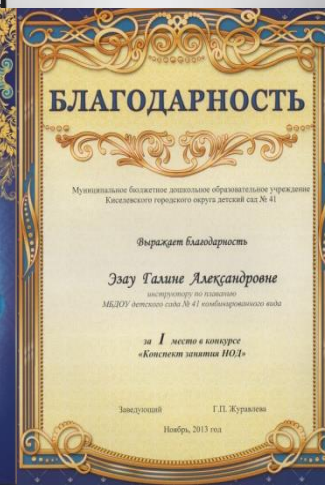 БЛАГОДАРНОСТЬ
Муниципальное бюджетное дошкольное образовательное учреждение
Киселевского городского округа детский сад № 41
Выражает благодарность
Эзау Галине Александровне
инструктору по плаванию
МБДОУ детского сада № 41 комбинированного вида
за I место в конкурсе
«Конспект занятия НОД»
Заведующий Г.П. Журавлева
Ноябрь, 2013 год